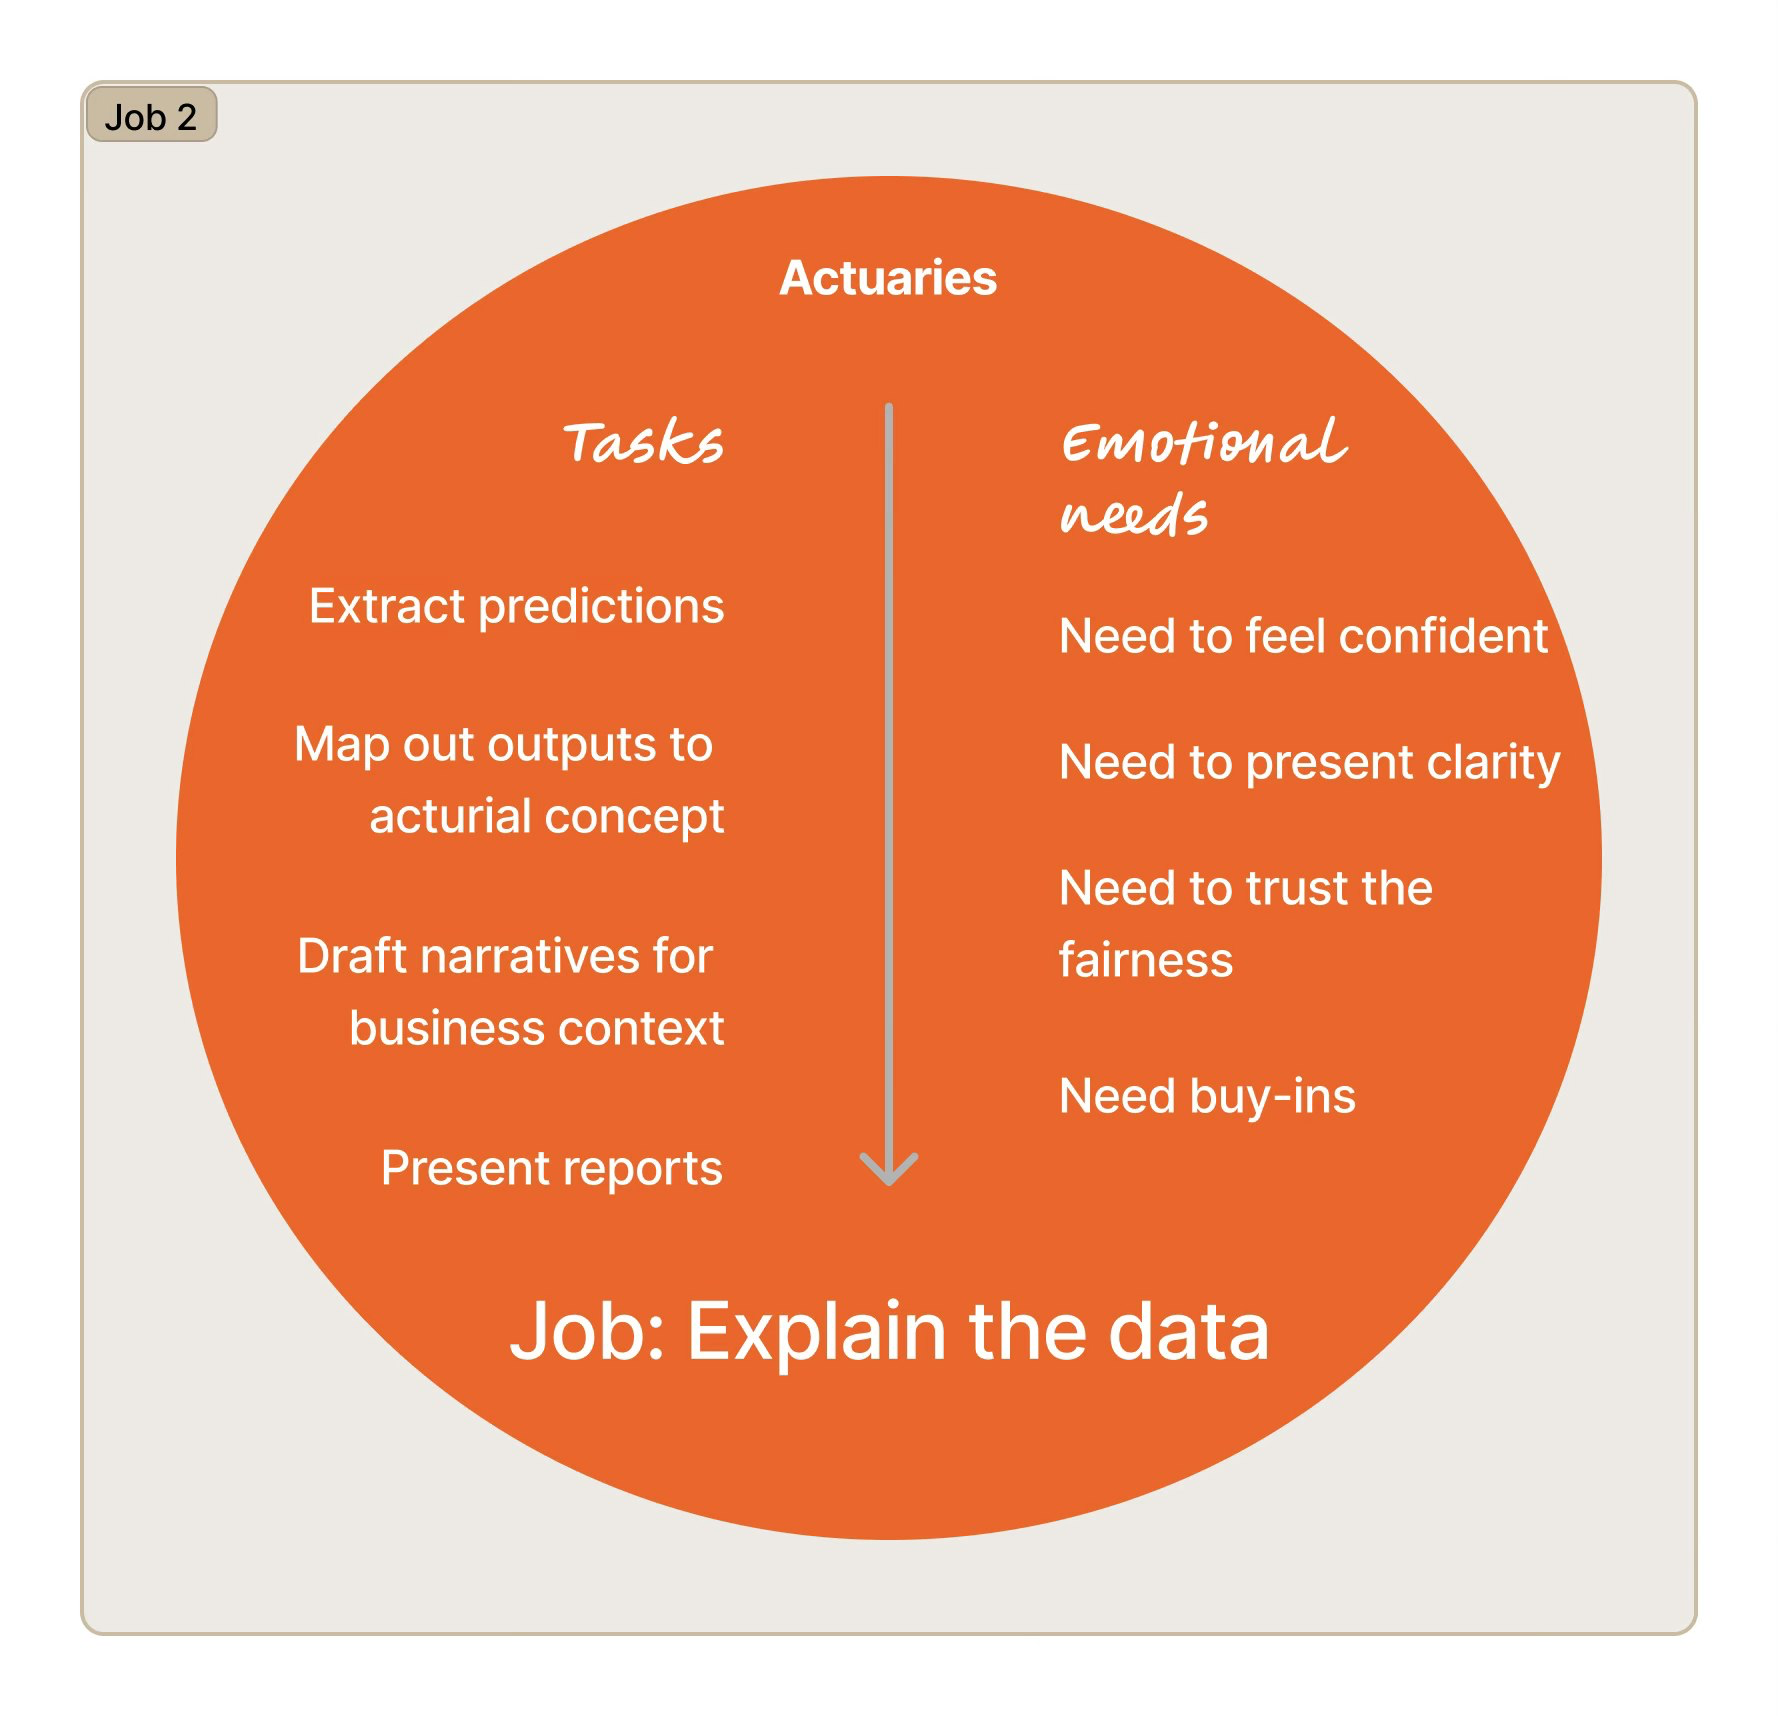 Job 2
Actuaries
Tasks
Extract predictions
Map out outputs to
acturial concept
Draft narratives for
business context
Present reports
Emotional
needs
Need to feel confident
Need to present clarity
Need to trust the
fairness
Need buy-ins
Job: Explain the data